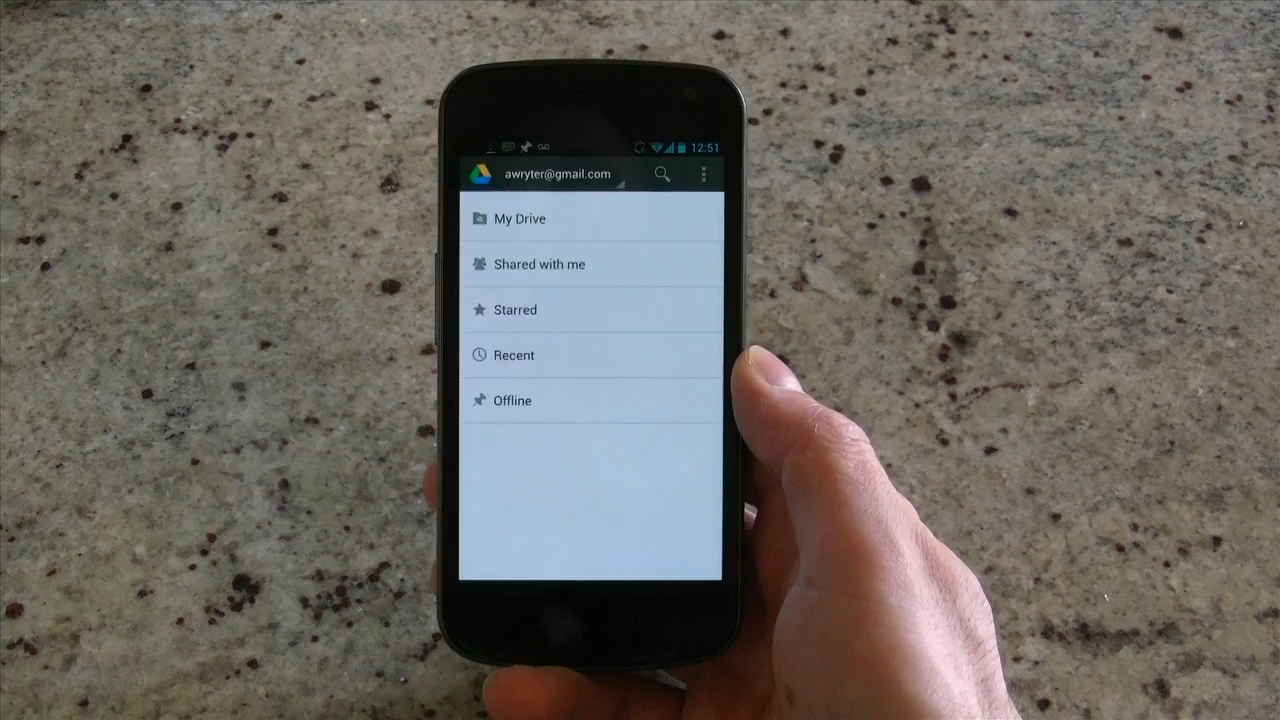 12:51
awryter@gmail.com
My Drive
Shared with me
Starred
Recent
Offline